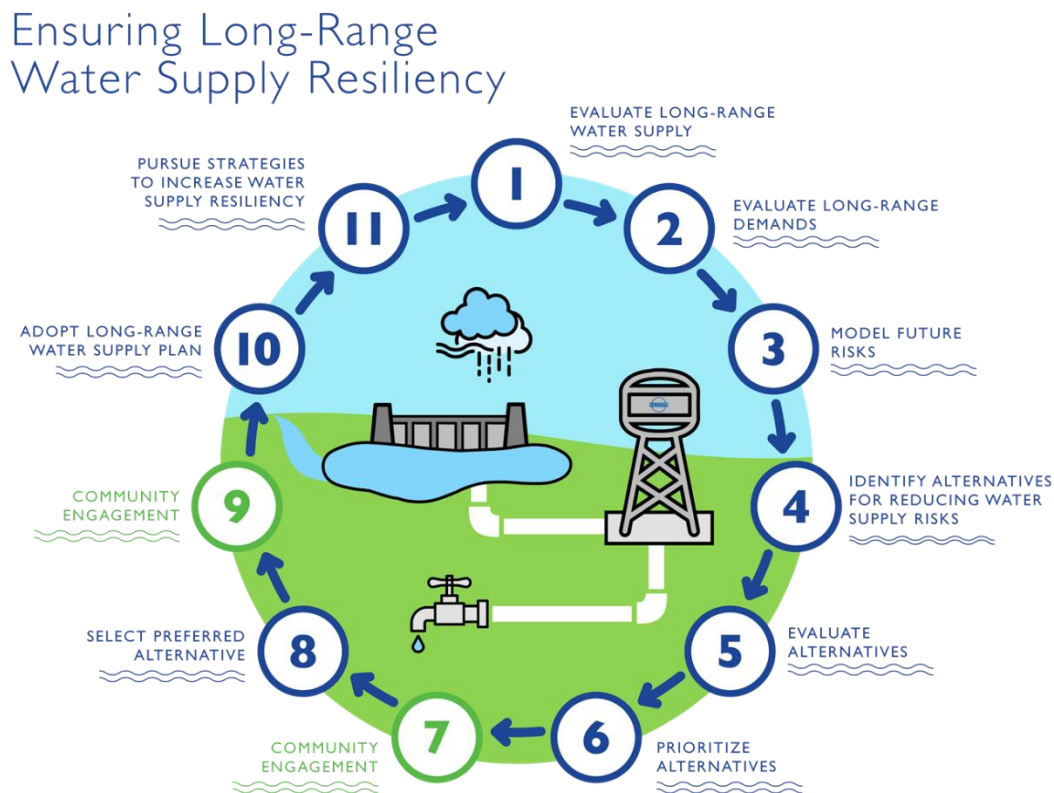 Ensuring Long-Range
Water Supply Resiliency
1
EVALUATE LONG-RANGE
WATER SUPPLY
2
EVALUATE LONG-RANGE
DEMANDS
3
MODEL FUTURE
RISKS
4
IDENTIFY ALTERNATIVES
FOR REDUCING WATER
SUPPLY RISKS
5
EVALUATE
ALTERNATIVES
6
PRIORITIZE
ALTERNATIVES
7
COMMUNITY
ENGAGEMENT
8
SELECT PREFERRED
ALTERNATIVE
9
COMMUNITY
ENGAGEMENT
10
ADOPT LONG-RANGE
WATER SUPPLY PLAN
11
PURSUE STRATEGIES
TO INCREASE WATER
SUPPLY RESILIENCY